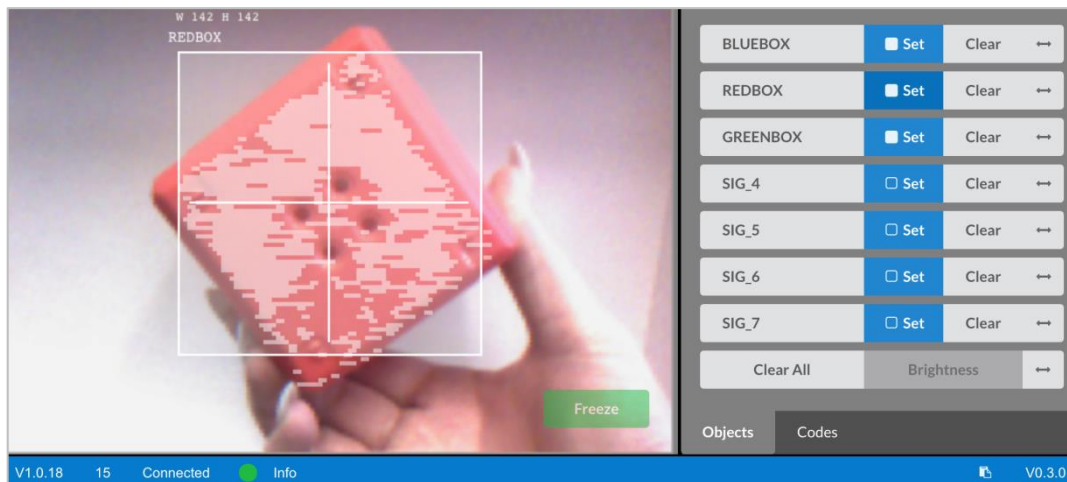 W 142 H 142
REDBOX
BLUEBOX Set Clear
REDBOX Set Clear
GREENBOX Set Clear
SIG_4 Set Clear
SIG_5 Set Clear
SIG_6 Set Clear
SIG_7 Set Clear
Clear All Brightness
Freeze
Objects Codes
V1.0.18 15 Connected Info V0.3.0